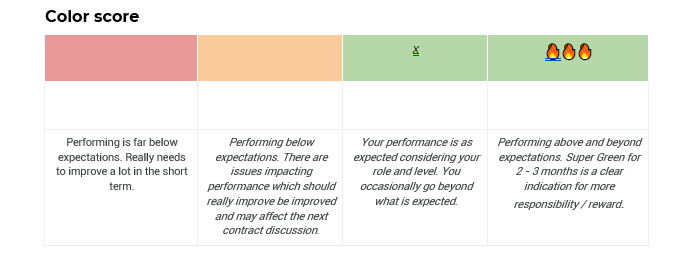 Color score
x 🔥🔥🔥
Performing is far below
expectations. Really needs
to improve a lot in the short
term.
Performing below
expectations. There are
issues impacting
performance which should
really improve be improved
and may affect the next
contract discussion.
Your performance is as
expected considering your
role and level. You
occasionally go beyond
what is expected.
Performing above and beyond
expectations. Super Green for
2 - 3 months is a clear
indication for more
responsibility / reward.